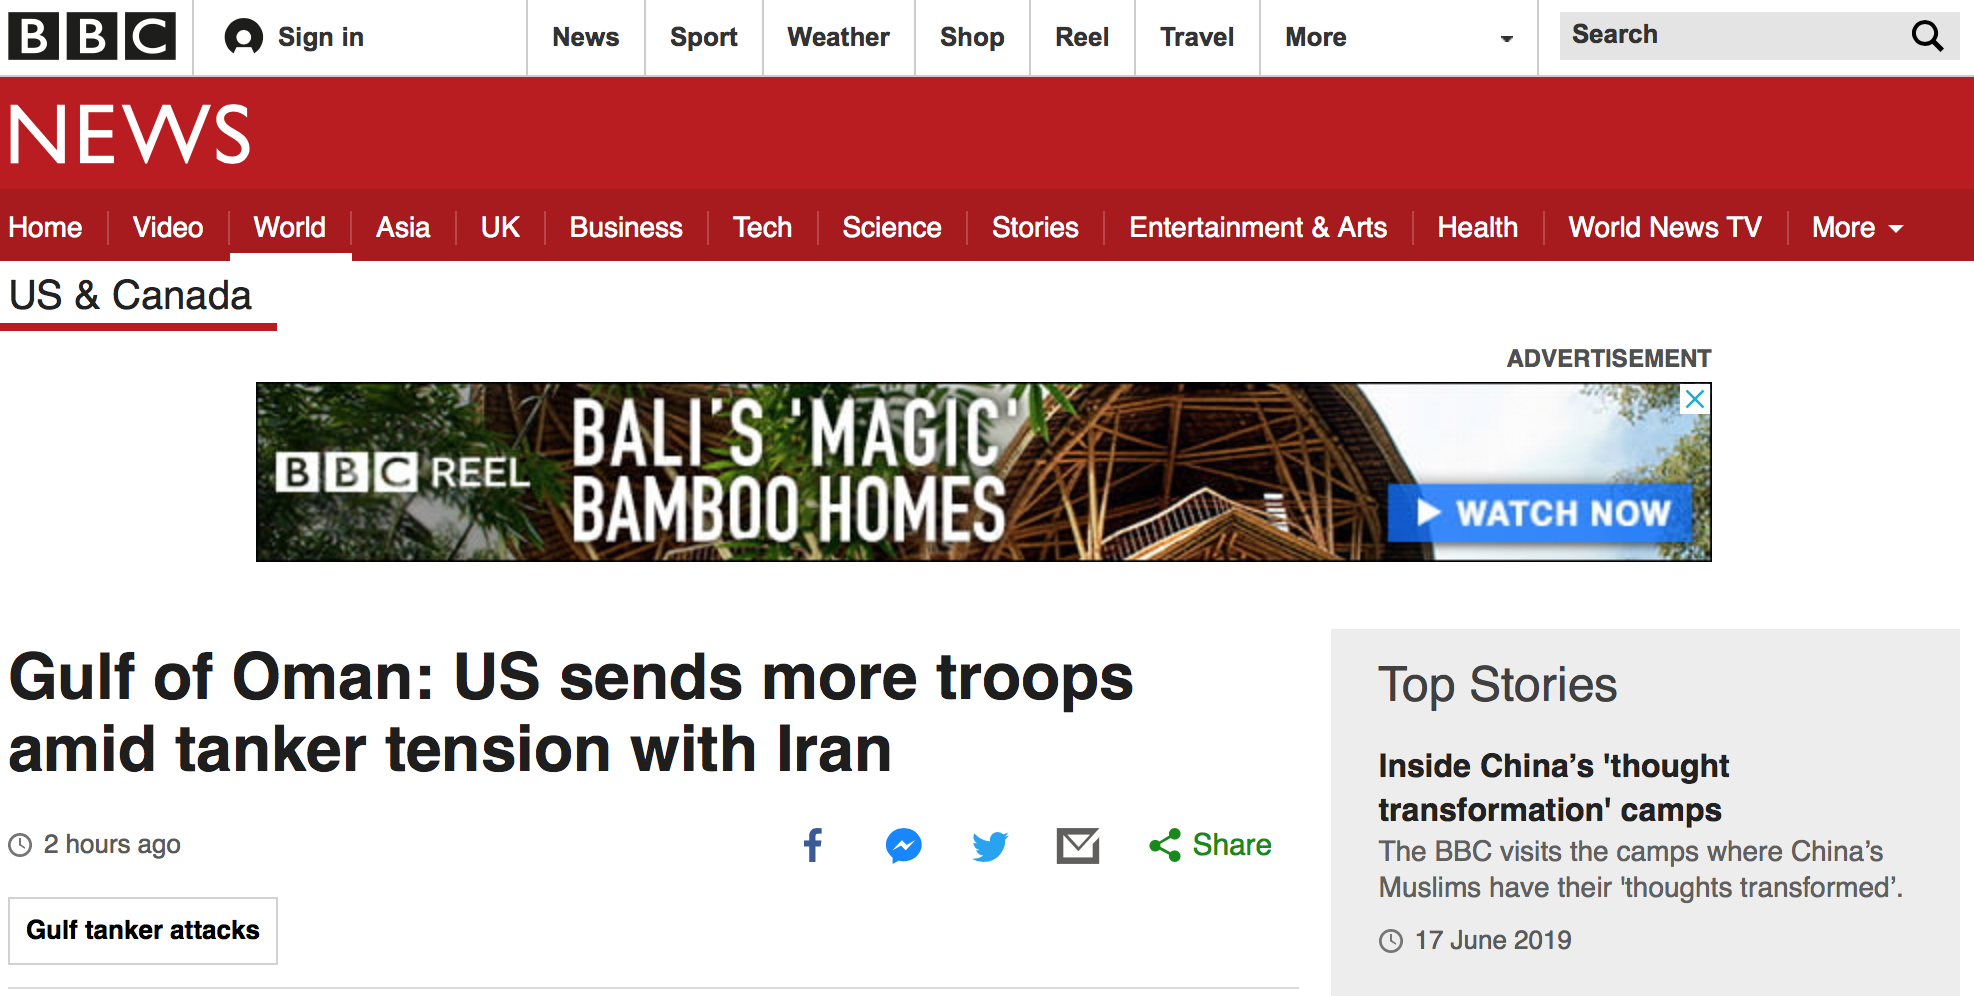 BBC
Sign in
News
Sport
Weather
Shop
Reel
Travel
More
Search
NEWS
Home
Video
World
Asia
UK
Business
Tech
Science
Stories
Entertainment & Arts
Health
World News TV
More
US & Canada
ADVERTISEMENT
BBC REEL
BALI'S 'MAGIC'
BAMBOO HOMES
WATCH NOW
Gulf of Oman: US sends more troops
amid tanker tension with Iran
2 hours ago
Share
Gulf tanker attacks
Top Stories
Inside China’s 'thought
transformation' camps
The BBC visits the camps where China’s
Muslims have their 'thoughts transformed’.
17 June 2019